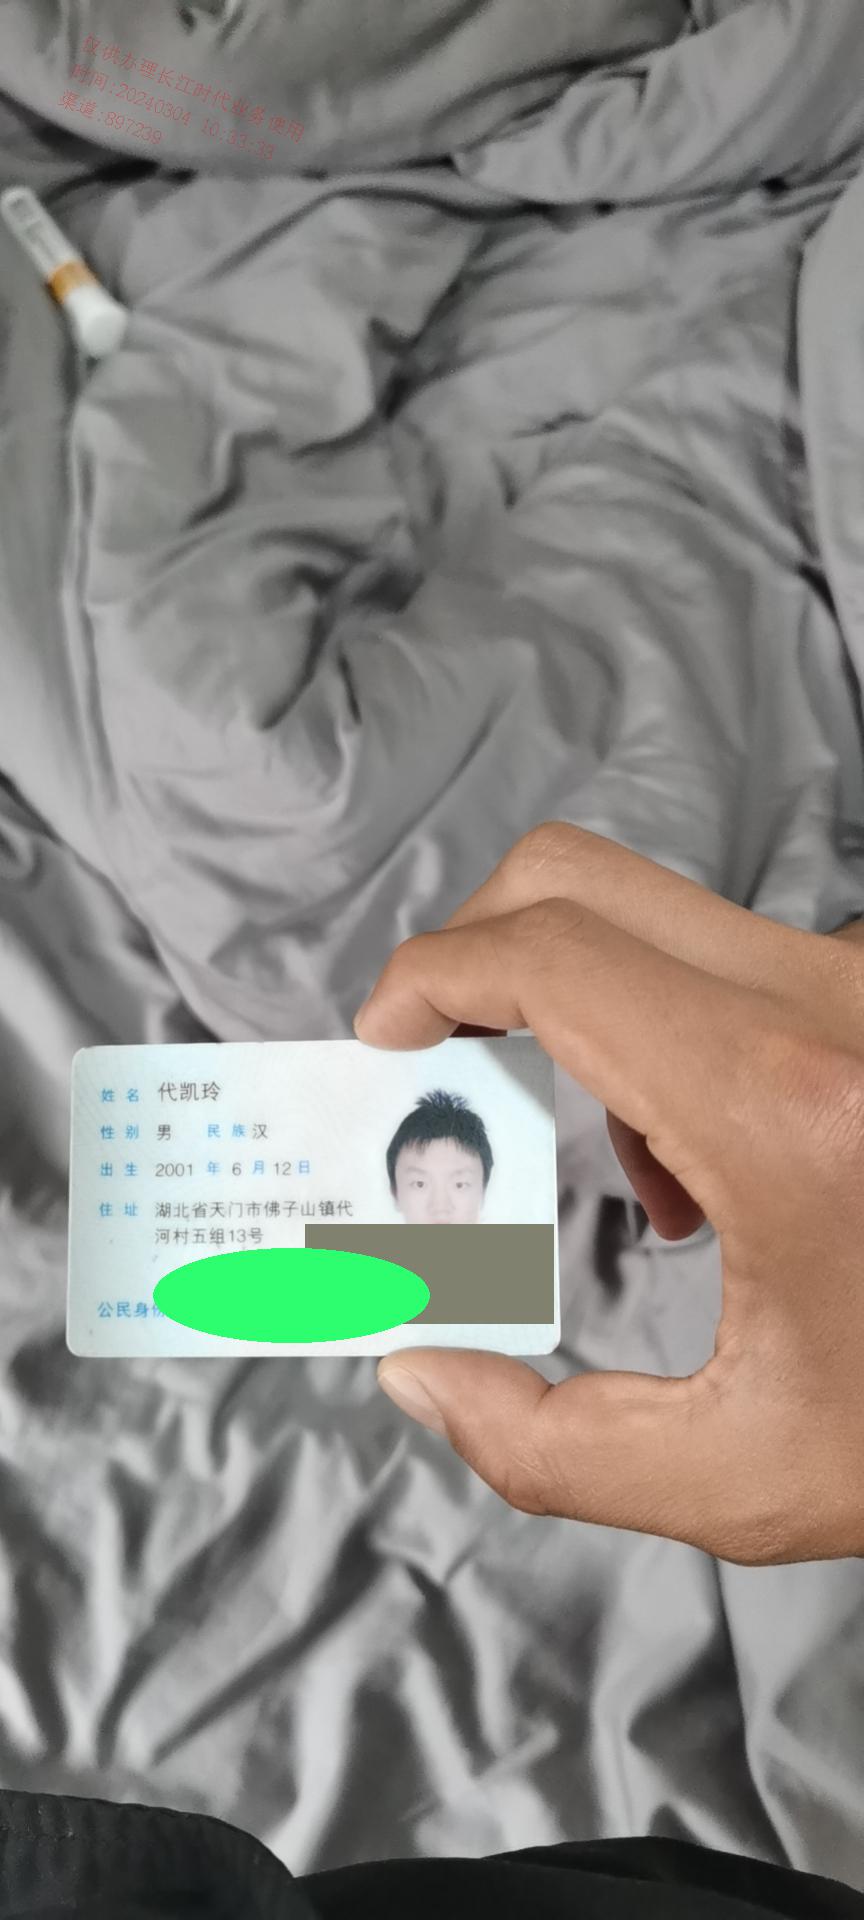 仅供办理长江时代业务使用
时间:20240304 10:33:33
渠道:897239
姓名 代凯玲
性别 男 民族 汉
出生 2001 年 6 月 12 日
住址 湖北省天门市佛子山镇代
河村五组13号
公民身份